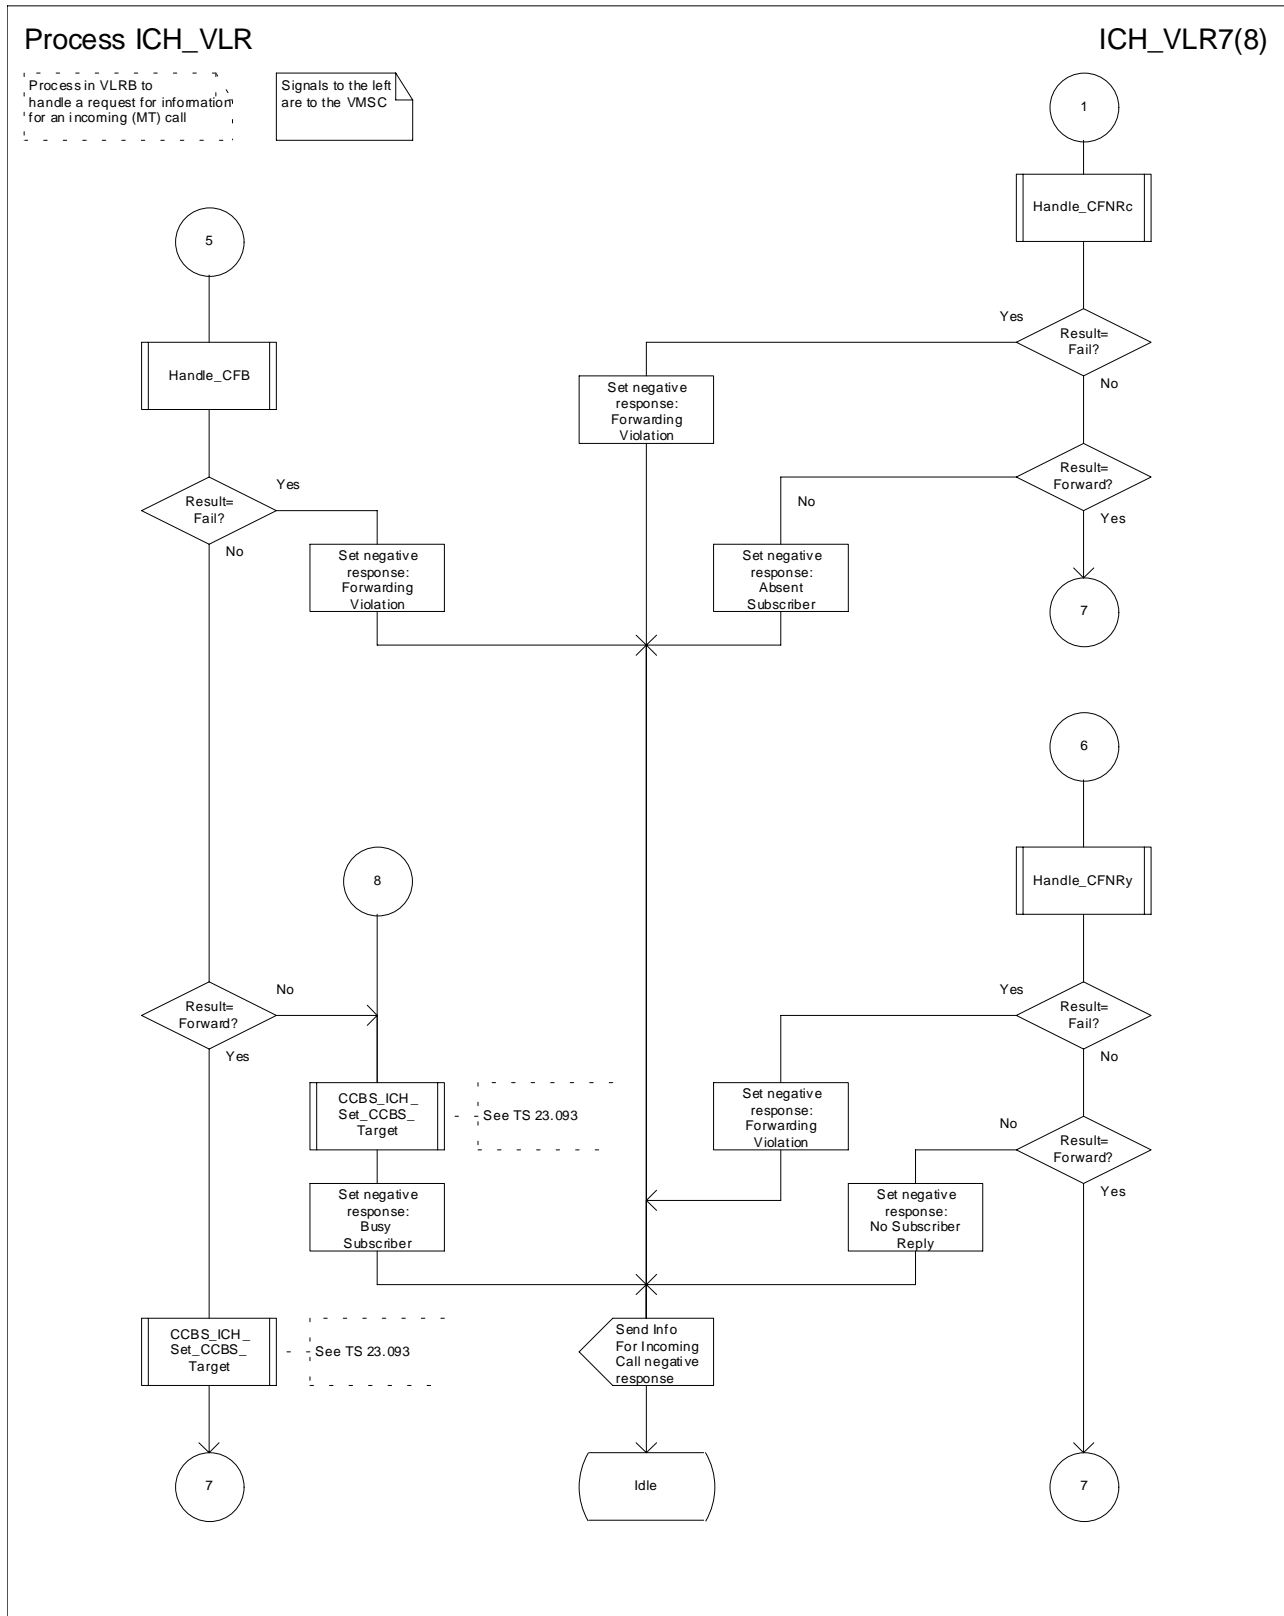 Process ICH_VLR
ICH_VLR7(8)
Process in VLRB to
handle a request for information
for an incoming (MT) call
Signals to the left
are to the VMSC
1
Handle_CFNRc
5
Yes
Result=
Fail?
No
Handle_CFB
Set negative
response:
Forwarding
Violation
Result=
Forward?
No
Yes
Result=
Fail?
Yes
No
Set negative
response:
Forwarding
Violation
Set negative
response:
Absent
Subscriber
7
6
8
Handle_CFNRy
Result=
Forward?
No
Yes
Yes
Result=
Fail?
No
CCBS_ICH_
Set_CCBS_
Target
See TS 23.093
Set negative
response:
Forwarding
Violation
No
Result=
Forward?
Yes
Set negative
response:
Busy
Subscriber
Set negative
response:
No Subscriber
Reply
CCBS_ICH_
Set_CCBS_
Target
See TS 23.093
Send Info
For Incoming
Call negative
response
7
Idle
7